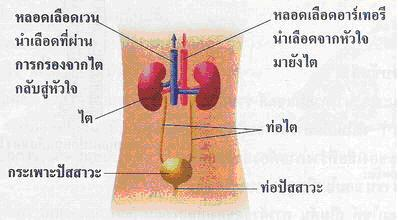 หลอดเลือดเวน
นำเลือดที่ผ่าน
การกรองจากไต
กลับสู่หัวใจ
หลอดเลือดอาร์เทอรี
นำเลือดจากหัวใจ
มายังไต
ไต
ท่อไต
กระเพาะปัสสาวะ
ท่อปัสสาวะ